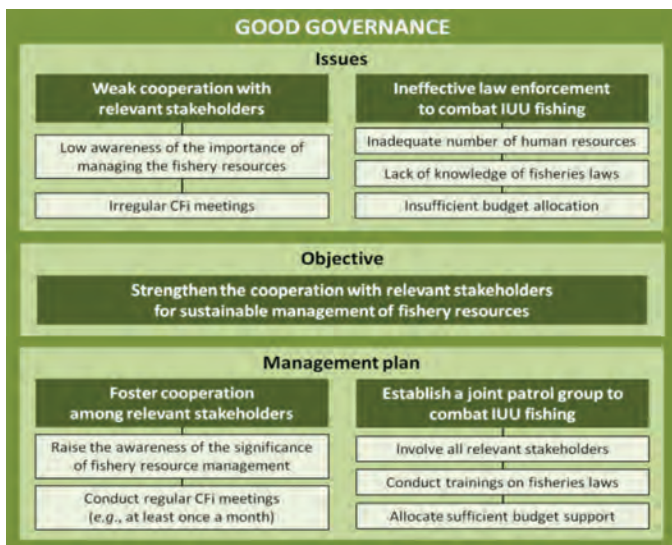 GOOD GOVERNANCE
Issues
Weak cooperation with
relevant stakeholders
Low awareness of the importance of
managing the fishery resources
Irregular CFi meetings
Ineffective law enforcement
to combat IUU fishing
Inadequate number of human resources
Lack of knowledge of fisheries laws
Insufficient budget allocation
Objective
Strengthen the cooperation with relevant stakeholders
for sustainable management of fishery resources
Management plan
Foster cooperation
among relevant stakeholders
Raise the awareness of the significance
of fishery resource management
Conduct regular CFi meetings
(e.g., at least once a month)
Establish a joint patrol group to
combat IUU fishing
Involve all relevant stakeholders
Conduct trainings on fisheries laws
Allocate sufficient budget support